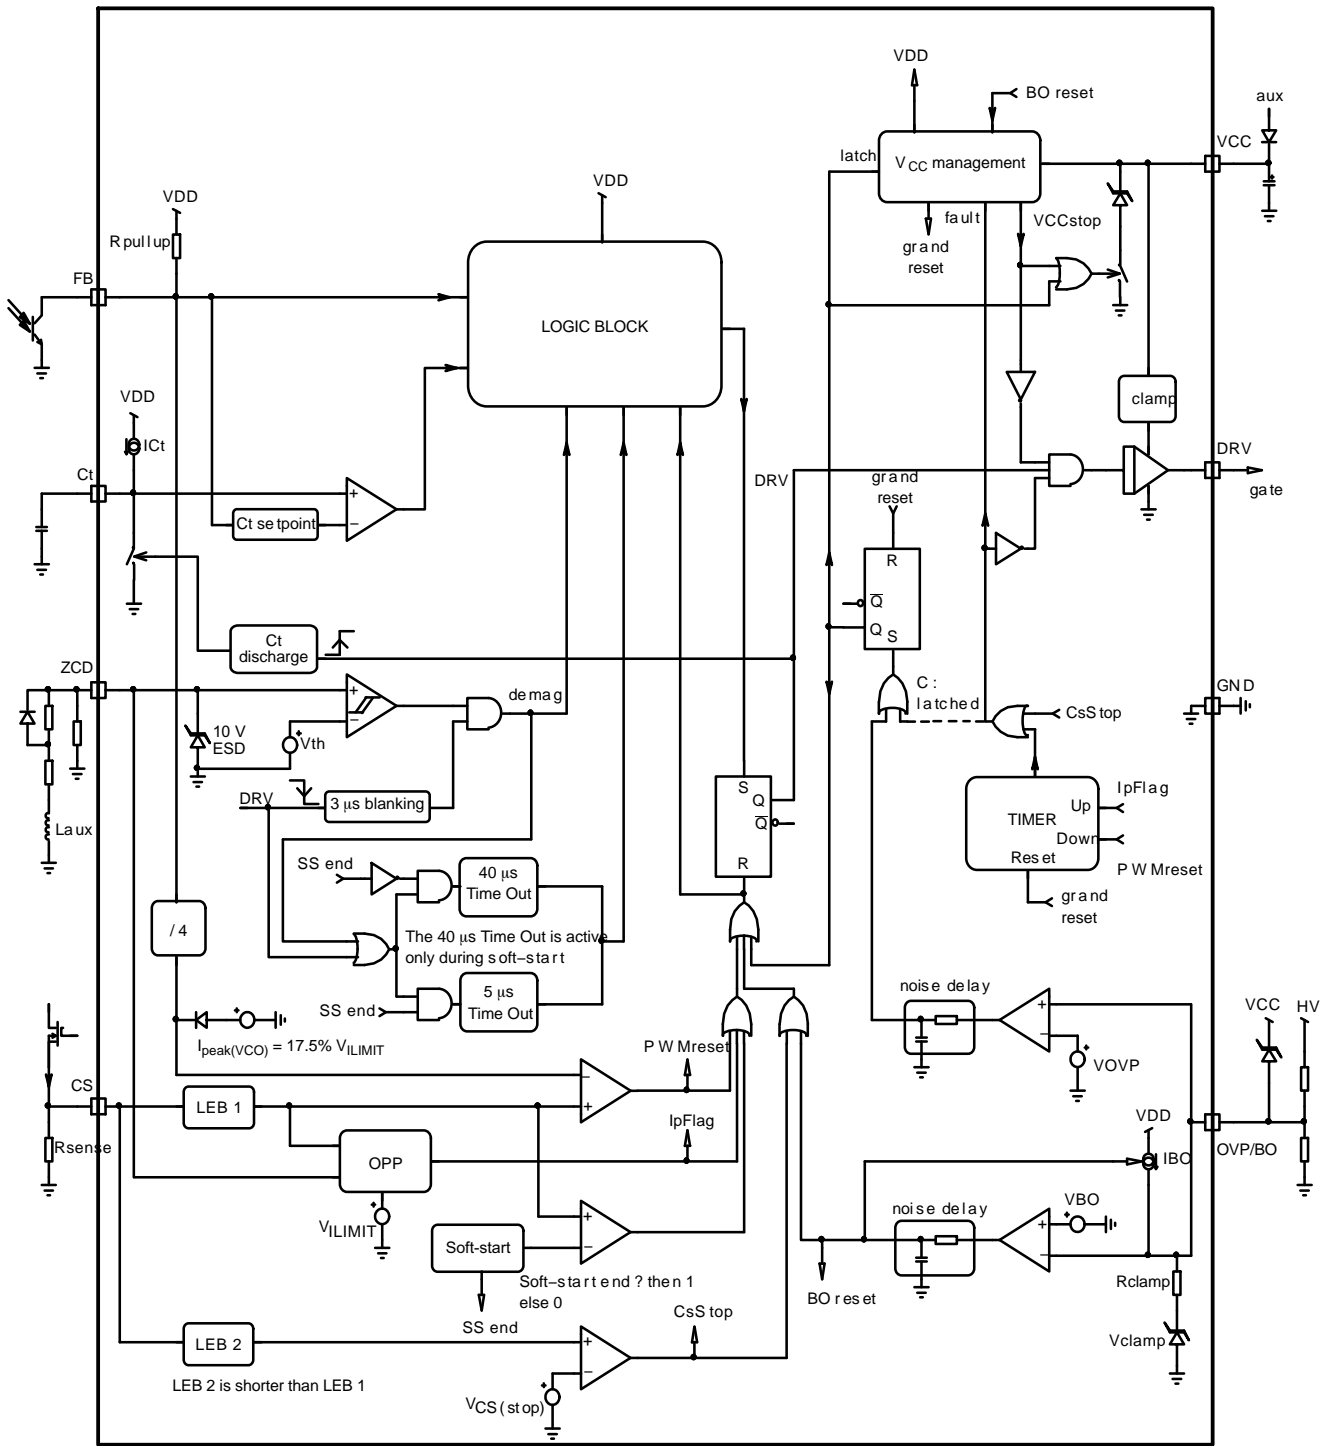 VDD
BO reset
aux
VCC
latch
VCC management
VDD
VDD
Rpullup
fault
VCCstop
grand
reset
FB
LOGIC BLOCK
VDD
clamp
ICt
DRV
Ct
grand
reset
DRV
gate
Ct setpoint
R
Q
Q
S
Ct
discharge
ZCD
demag
C :
latched
GND
CsStop
10 V
ESD
Vth
DRV
3 µs blanking
S
Q
Q
R
IpFlag
Up
TIMER
Down
Reset
PWMreset
grand
reset
Laux
SS end
40 µs
Time Out
/ 4
The 40 µs Time Out is active
only during soft−start
5 µs
Time Out
SS end
noise delay
VCC
HV
Ipeak(VCO) = 17.5% VILIMIT
PWMreset
VOVP
CS
LEB 1
IpFlag
VDD
Rsense
OPP
IBO
OVP/BO
VILIMIT
noise delay
VBO
Soft−start
Soft−start end ? then 1
else 0
BO reset
Rclamp
SS end
CsStop
Vclamp
LEB 2
LEB 2 is shorter than LEB 1
VCS(stop)